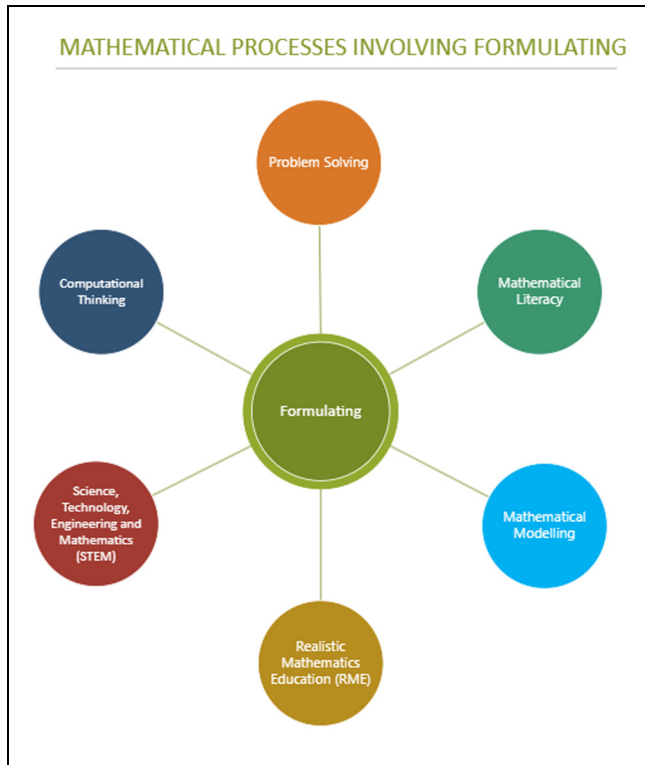 MATHEMATICAL PROCESSES INVOLVING FORMULATING
Problem Solving
Computational
Thinking
Mathematical
Literacy
Formulating
Science,
Technology,
Engineering and
Mathematics
(STEM)
Mathematical
Modelling
Realistic
Mathematics
Education (RME)